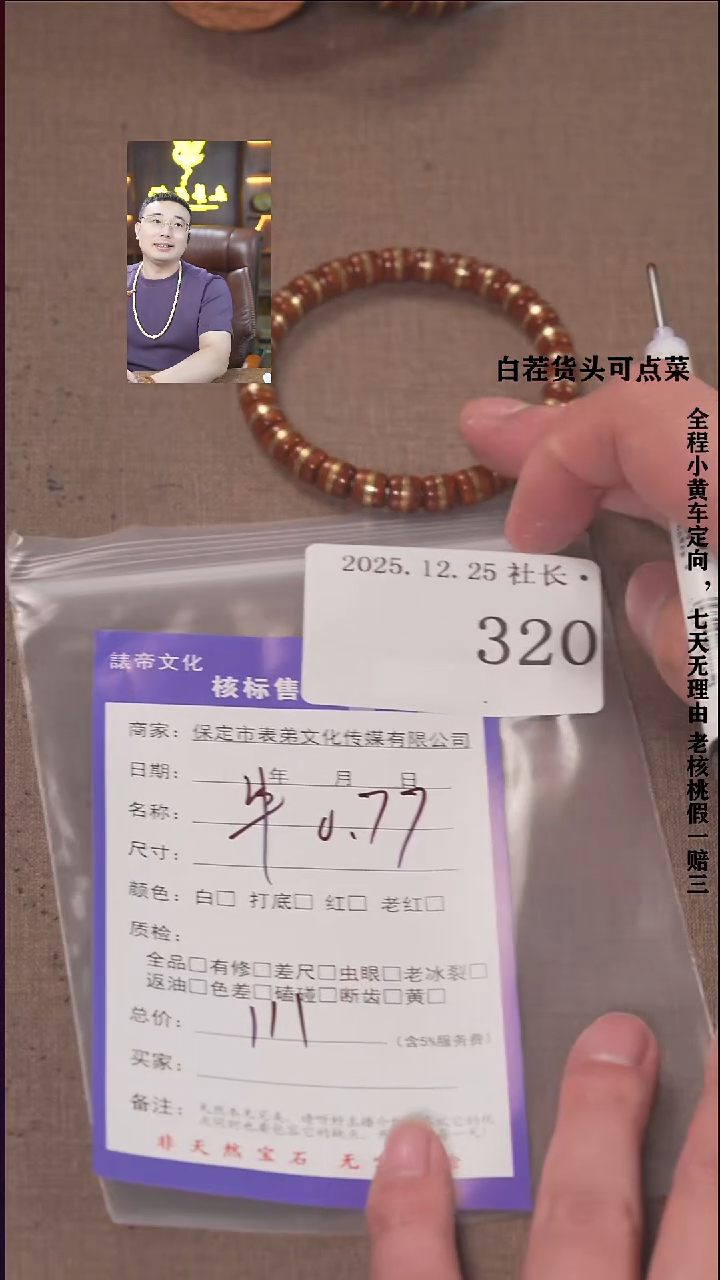 白茬货头可点菜
全程小黄车定向，七天无理由 老核桃假一赔三
2025.12.25 社长·
320
誺帝文化
核标售
商家：保定市表弟文化传媒有限公司
日期： 年 月 日
名称：
0.77
尺寸：
颜色：白□ 打底□ 红□ 老红□
质检：
全品□有修□差尺□虫眼□老冰裂□
返油□色差□磕碰□断齿□黄□
总价： 111 （含5%服务费）
买家：
备注：
非天然宝石 无